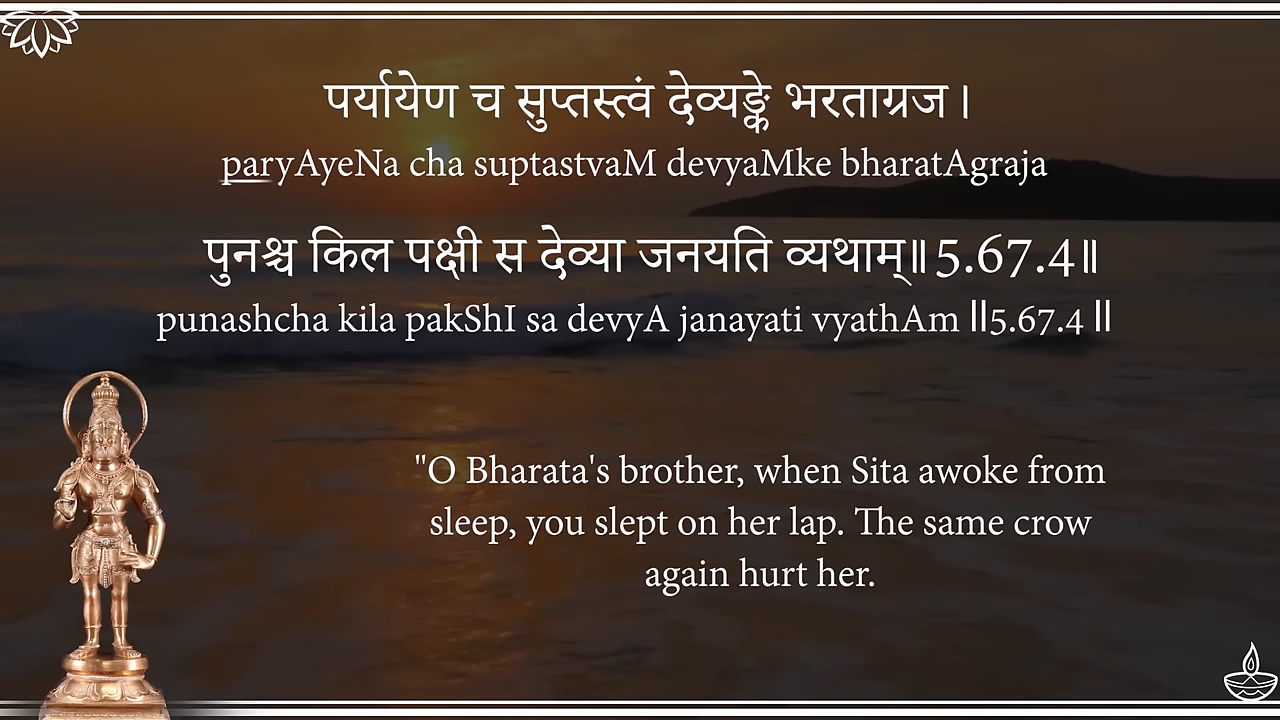 पर्यायेण च सुप्तस्त्वं देव्यङ्के भरताग्रज।
paryAyeNa cha suptastvaM devyaMke bharatAgraja
पुनश्च किल पक्षी स देव्या जनयति व्यथाम्॥5.67.4॥
punashcha kila pakShI sa devyA janayati vyathAm ||5.67.4 ||
"O Bharata's brother, when Sita awoke from
sleep, you slept on her lap. The same crow
again hurt her.